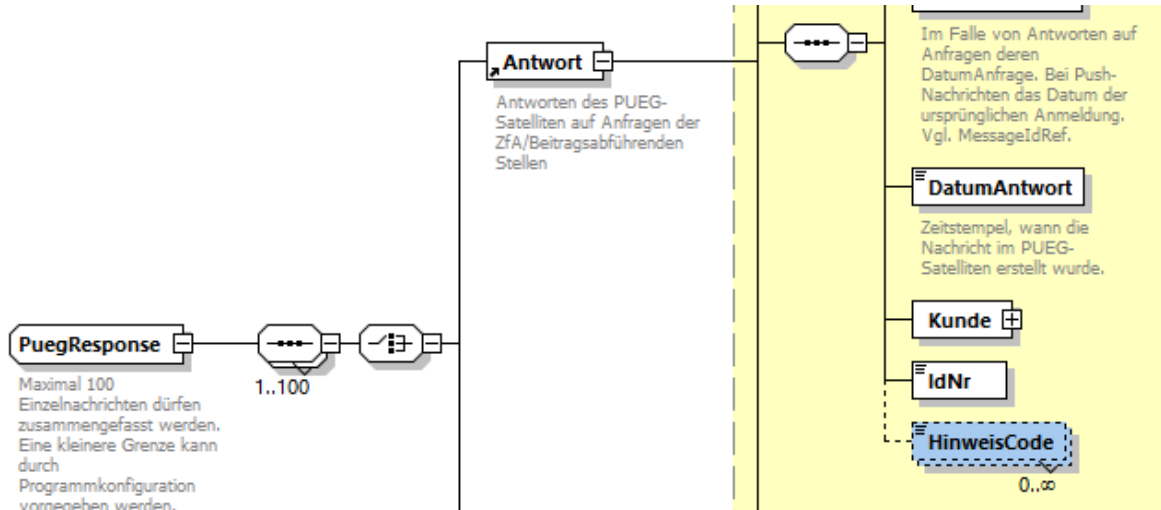 Im Falle von Antworten auf
Anfragen deren
DatumAnfrage. Bei Push-
Nachrichten das Datum der
ursprünglichen Anmeldung.
Vgl. MessageIdRef.
Antwort
Antworten des PUEG-
Satelliten auf Anfragen der
ZfA/Beitragsabführenden
Stellen
DatumAntwort
Zeitstempel, wann die
Nachricht im PUEG-
Satelliten erstellt wurde.
Kunde
PuegResponse
1..100
Maximal 100
Einzelnachrichten dürfen
zusammengefasst werden.
Eine kleinere Grenze kann
durch
Programmkonfiguration
vorgegeben werden.
IdNr
HinweisCode
0..∞